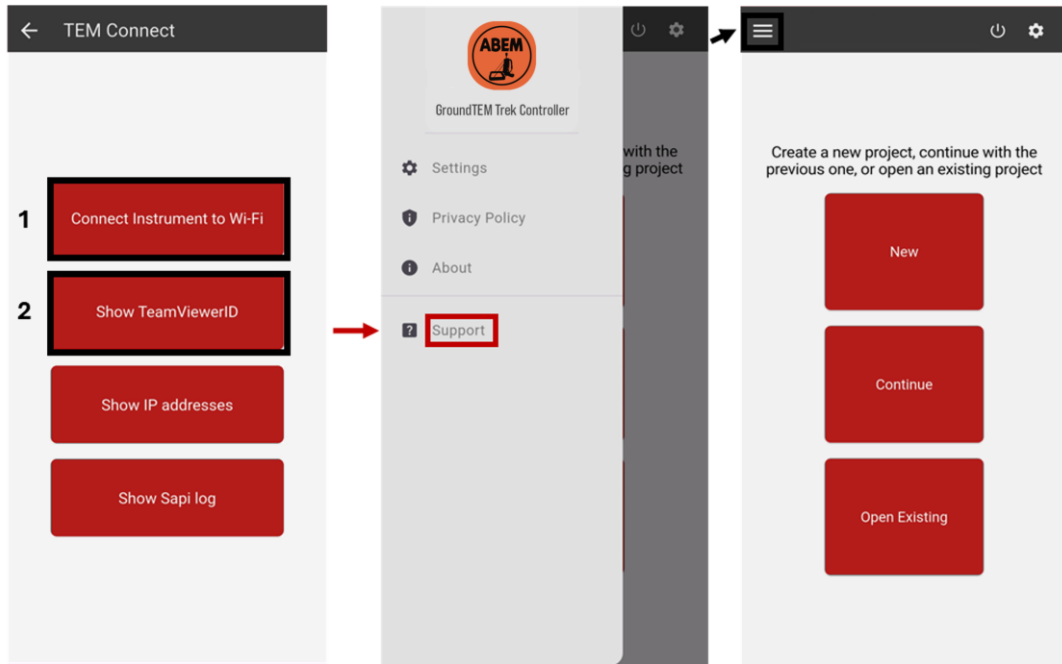 TEM Connect
1
Connect Instrument to Wi-Fi
2
Show TeamViewerID
Show IP addresses
Show Sapi log
ABEM
GroundTEM Trek Controller
Settings
Privacy Policy
About
Support
with the
g project
Create a new project, continue with the
previous one, or open an existing project
New
Continue
Open Existing